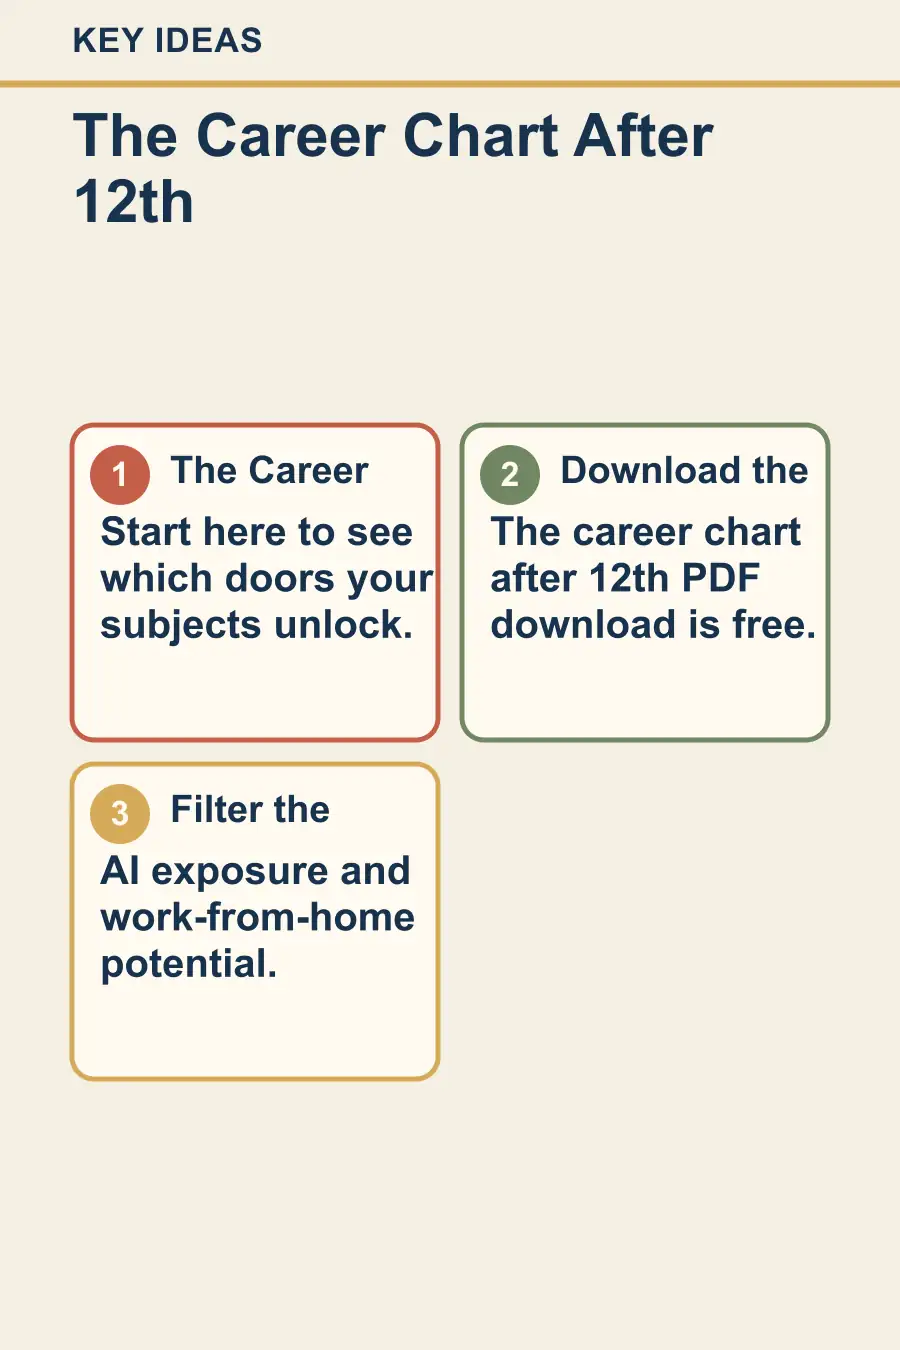 KEY IDEAS
The Career Chart After
12th
1 The Career
Start here to see
which doors your
subjects unlock.
2 Download the
The career chart
after 12th PDF
download is free.
3 Filter the
AI exposure and
work-from-home
potential.